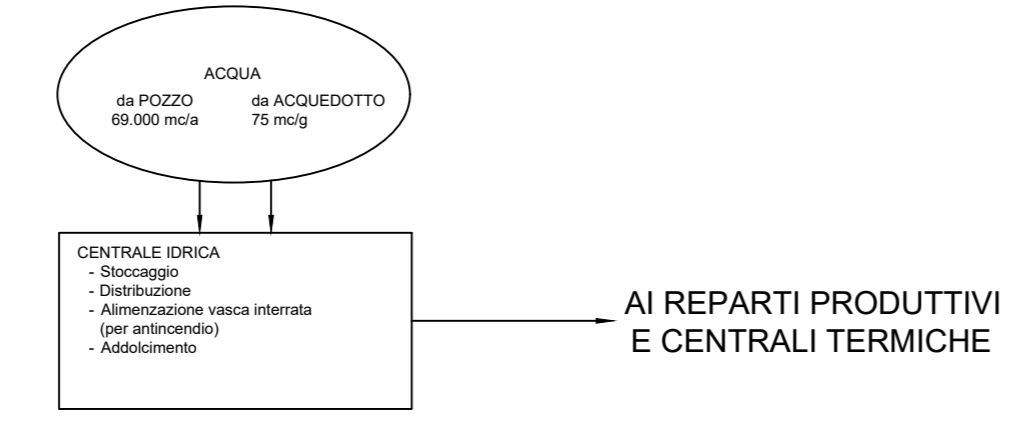 ACQUA
da POZZO da ACQUEDOTTO
69.000 mc/a 75 mc/g
CENTRALE IDRICA
- Stoccaggio
- Distribuzione
- Alimenzazione vasca interrata
(per antincendio)
- Addolcimento
AI REPARTI PRODUTTIVI
E CENTRALI TERMICHE